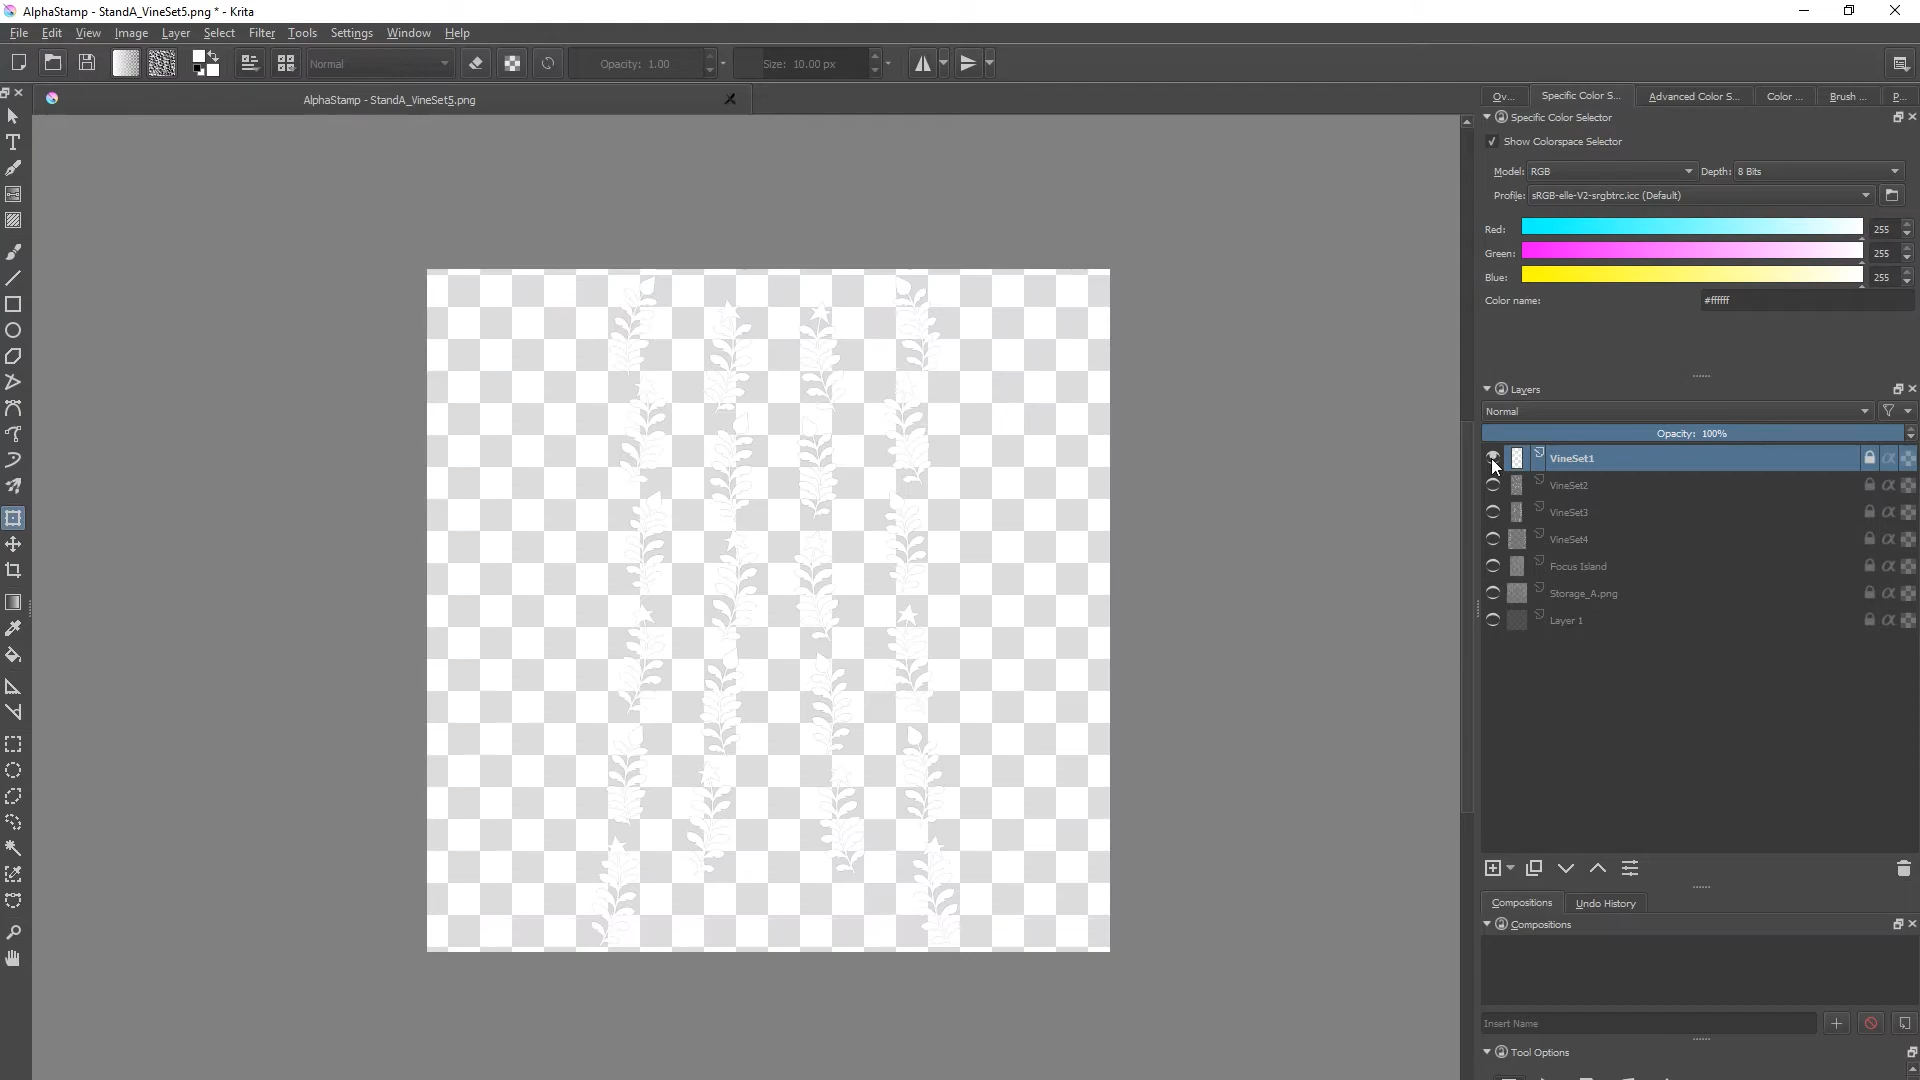 AlphaStamp - StandA_VineSet5.png * - Krita
File Edit View Image Layer Select Filter Tools Settings Window Help
Normal Opacity: 1.00 Size: 10.00 px
AlphaStamp - StandA_VineSet5.png
Ov... Specific Color S... Advanced Color S... Color ... Brush ... P...
Specific Color Selector
Show Colorspace Selector
Model: RGB Depth: 8 Bits
Profile: sRGB-elle-V2-srgbtrc.icc (Default)
Red: 255
Green: 255
Blue: 255
Color name: #ffffff
Layers
Normal
Opacity: 100%
VineSet1
VineSet2
VineSet3
VineSet4
Focus Island
Storage_A.png
Layer 1
Compositions Undo History
Compositions
Insert Name
Tool Options